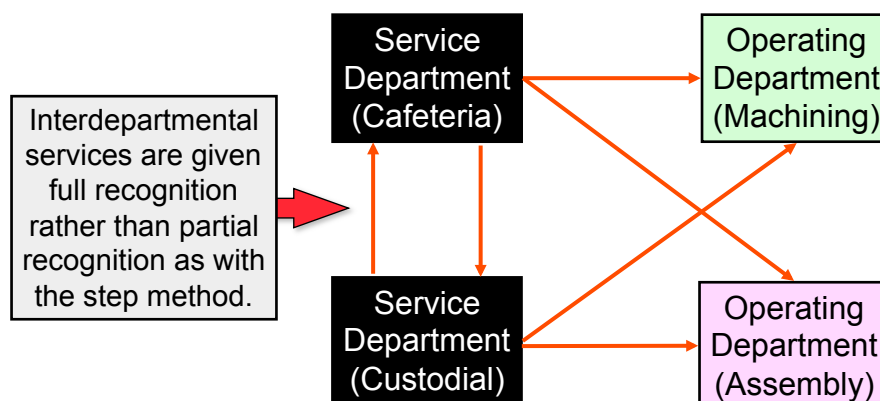 Interdepartmental
services are given
full recognition
rather than partial
recognition as with
the step method.
Service
Department
(Cafeteria)
Operating
Department
(Machining)
Service
Department
(Custodial)
Operating
Department
(Assembly)